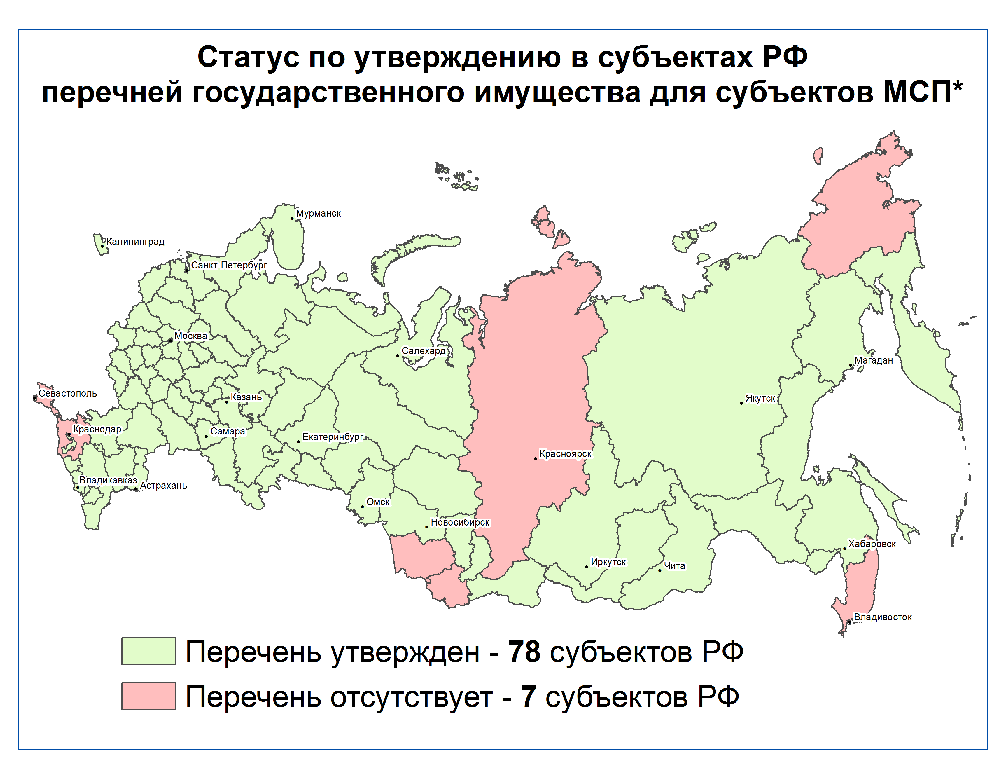 Статус по утверждению в субъектах РФ
перечней государственного имущества для субъектов МСП*
Мурманск
Калининград
Санкт-Петербург
Москва
Салехард
Магадан
Севастополь
Казань
Якутск
Краснодар
Самара
Екатеринбург
Красноярск
Владикавказ
Астрахань
Омск
Новосибирск
Хабаровск
Иркутск
Чита
Владивосток
Перечень утвержден - 78 субъектов РФ
Перечень отсутствует - 7 субъектов РФ